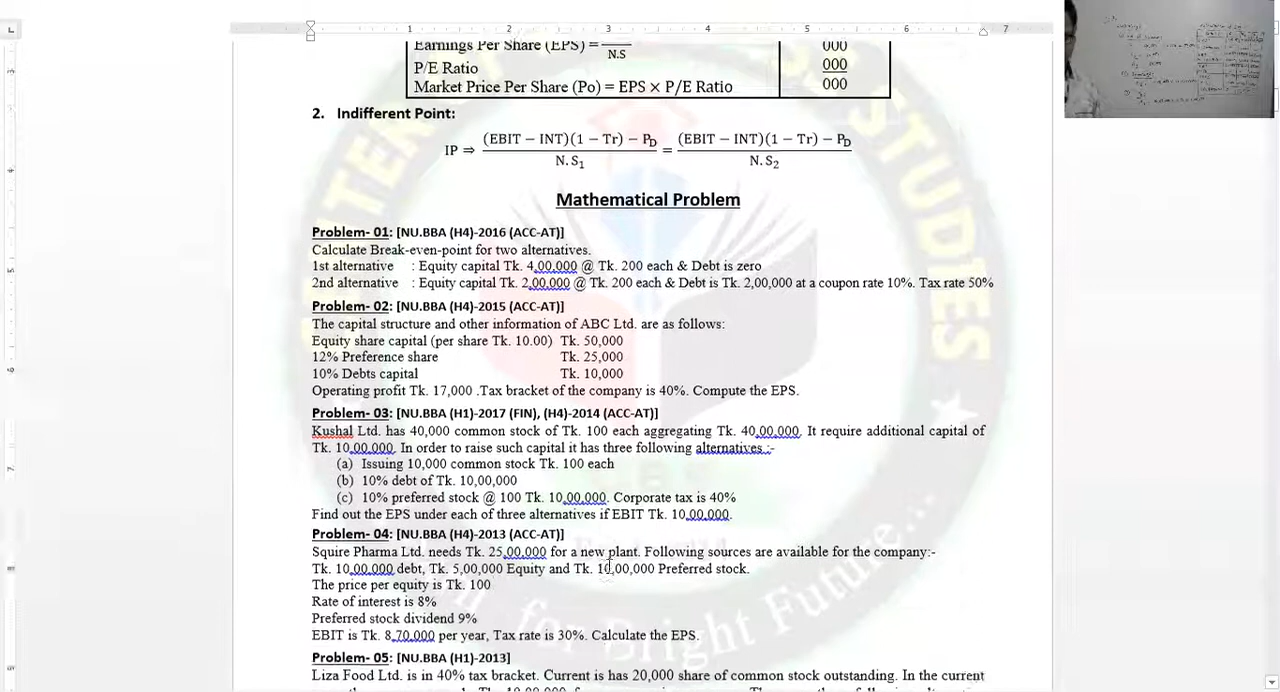 1 2 3 4 5 6 7
Earnings Per Share (EPS) = N.S 000
P/E Ratio 000
Market Price Per Share (Po) = EPS × P/E Ratio 000
2. Indifferent Point:
IP ⇒ (EBIT − INT)(1 − Tr) − P_D / N.S₁ = (EBIT − INT)(1 − Tr) − P_D / N.S₂
Mathematical Problem
Problem- 01: [NU.BBA (H4)-2016 (ACC-AT)]
Calculate Break-even-point for two alternatives.
1st alternative : Equity capital Tk. 4,00,000 @ Tk. 200 each & Debt is zero
2nd alternative : Equity capital Tk. 2,00,000 @ Tk. 200 each & Debt is Tk. 2,00,000 at a coupon rate 10%. Tax rate 50%
Problem- 02: [NU.BBA (H4)-2015 (ACC-AT)]
The capital structure and other information of ABC Ltd. are as follows:
Equity share capital (per share Tk. 10.00) Tk. 50,000
12% Preference share Tk. 25,000
10% Debts capital Tk. 10,000
Operating profit Tk. 17,000 .Tax bracket of the company is 40%. Compute the EPS.
Problem- 03: [NU.BBA (H1)-2017 (FIN), (H4)-2014 (ACC-AT)]
Kushal Ltd. has 40,000 common stock of Tk. 100 each aggregating Tk. 40,00,000. It require additional capital of
Tk. 10,00,000. In order to raise such capital it has three following alternatives :-
(a) Issuing 10,000 common stock Tk. 100 each
(b) 10% debt of Tk. 10,00,000
(c) 10% preferred stock @ 100 Tk. 10,00,000. Corporate tax is 40%
Find out the EPS under each of three alternatives if EBIT Tk. 10,00,000.
Problem- 04: [NU.BBA (H4)-2013 (ACC-AT)]
Squire Pharma Ltd. needs Tk. 25,00,000 for a new plant. Following sources are available for the company:-
Tk. 10,00,000 debt, Tk. 5,00,000 Equity and Tk. 10,00,000 Preferred stock.
The price per equity is Tk. 100
Rate of interest is 8%
Preferred stock dividend 9%
EBIT is Tk. 8,70,000 per year, Tax rate is 30%. Calculate the EPS.
Problem- 05: [NU.BBA (H1)-2013]
Liza Food Ltd. is in 40% tax bracket. Current is has 20,000 share of common stock outstanding. In the current
STUDIES
for Bright Future...